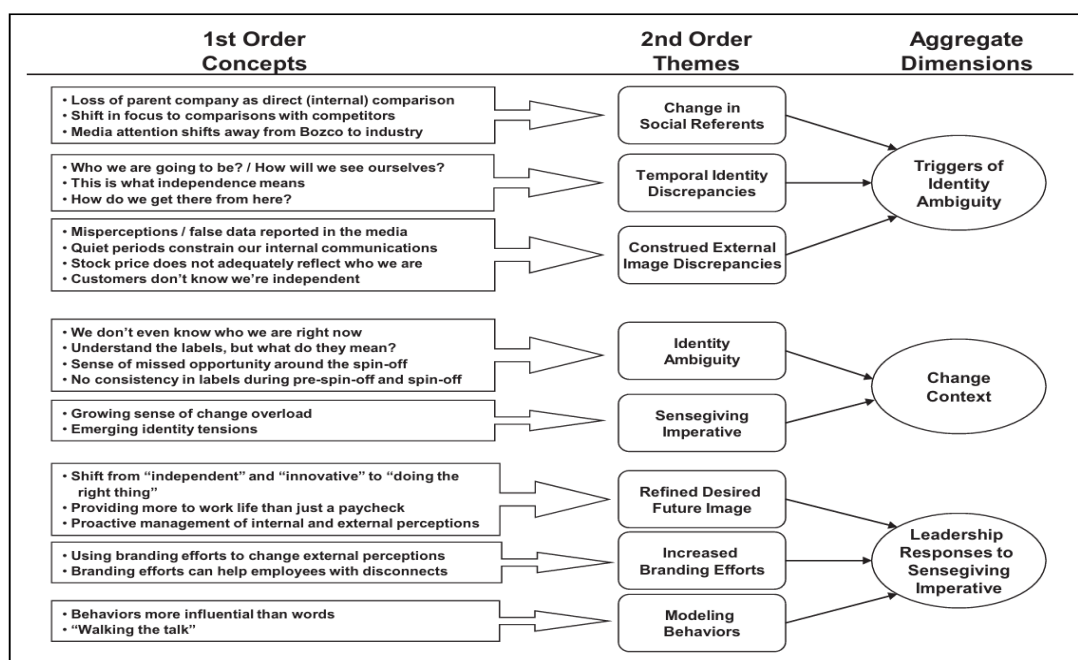 1st Order
Concepts
2nd Order
Themes
Aggregate
Dimensions
• Loss of parent company as direct (internal) comparison
• Shift in focus to comparisons with competitors
• Media attention shifts away from Bozco to industry
Change in
Social Referents
• Who we are going to be? / How will we see ourselves?
• This is what independence means
• How do we get there from here?
Temporal Identity
Discrepancies
Triggers of
Identity
Ambiguity
• Misperceptions / false data reported in the media
• Quiet periods constrain our internal communications
• Stock price does not adequately reflect who we are
• Customers don't know we're independent
Construed External
Image Discrepancies
• We don't even know who we are right now
• Understand the labels, but what do they mean?
• Sense of missed opportunity around the spin-off
• No consistency in labels during pre-spin-off and spin-off
Identity
Ambiguity
Change
Context
• Growing sense of change overload
• Emerging identity tensions
Sensegiving
Imperative
• Shift from “independent” and “innovative” to “doing the
right thing”
• Providing more to work life than just a paycheck
• Proactive management of internal and external perceptions
Refined Desired
Future Image
• Using branding efforts to change external perceptions
• Branding efforts can help employees with disconnects
Increased
Branding Efforts
Leadership
Responses to
Sensegiving
Imperative
• Behaviors more influential than words
• “Walking the talk”
Modeling
Behaviors